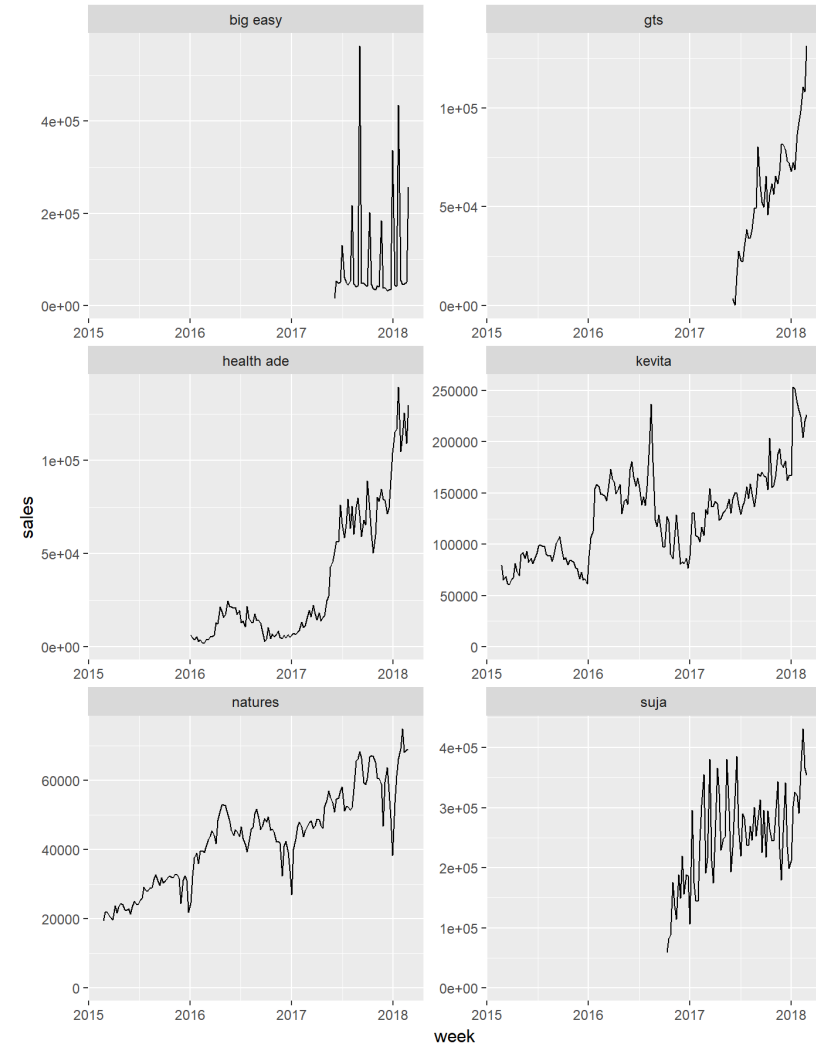 big easy
4e+05
2e+05
0e+00
2015 2016 2017 2018
gts
1e+05
5e+04
0e+00
2015 2016 2017 2018
health ade
1e+05
5e+04
0e+00
2015 2016 2017 2018
kevita
250000
200000
150000
100000
50000
0
2015 2016 2017 2018
natures
60000
40000
20000
0
2015 2016 2017 2018
suja
4e+05
3e+05
2e+05
1e+05
0e+00
2015 2016 2017 2018
sales
week